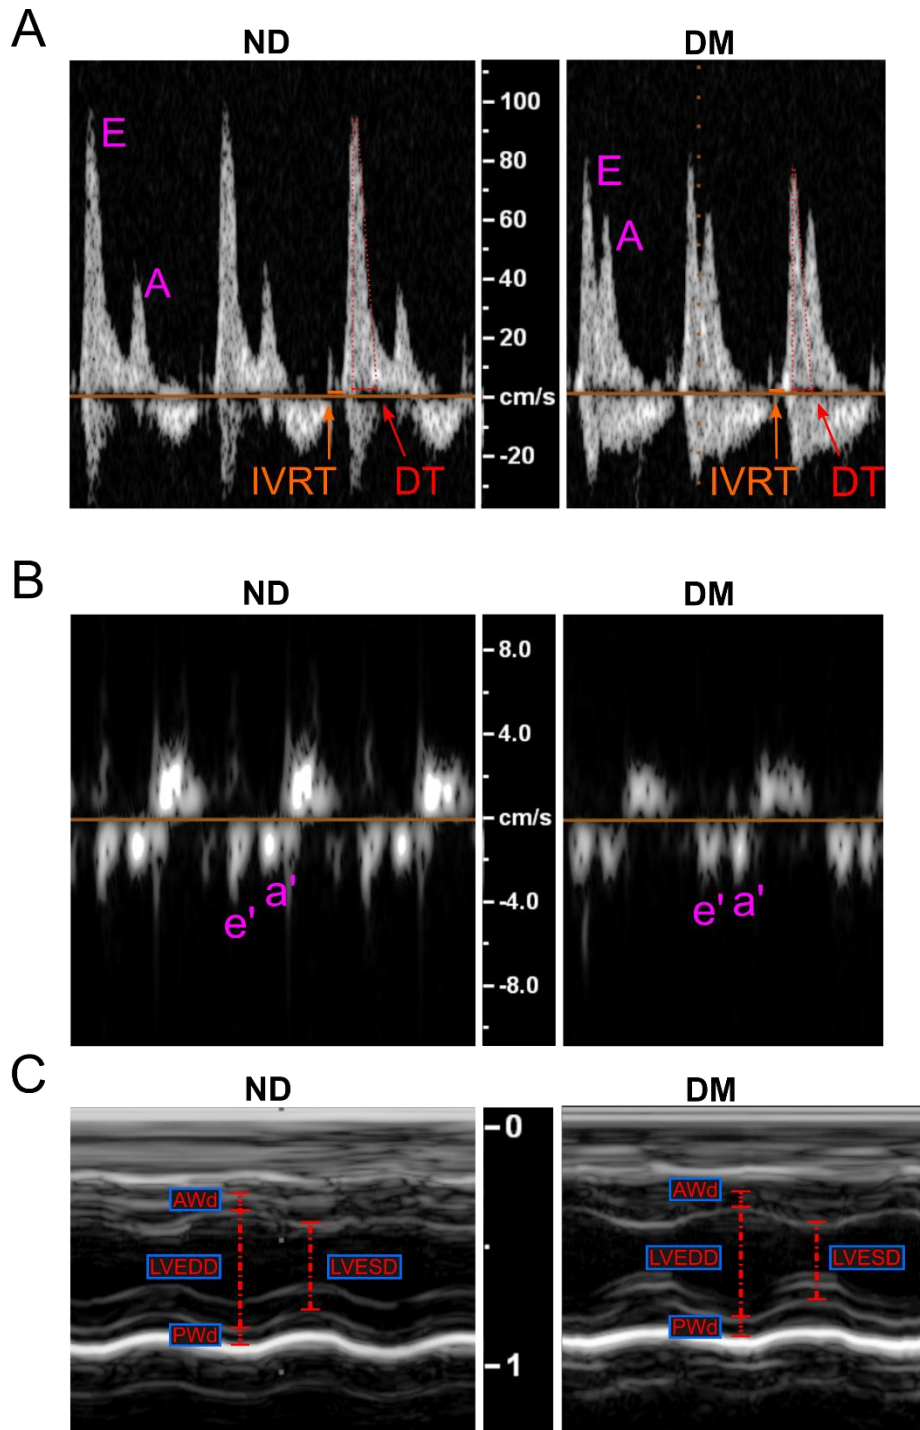 A
ND
DM
E
A
IVRT
DT
100
80
60
40
20
cm/s
-20
E
A
IVRT
DT
B
ND
DM
e' a'
8.0
4.0
cm/s
-4.0
-8.0
e' a'
C
ND
DM
AWd
LVEDD
LVESD
PWd
-0
-1
AWd
LVEDD
LVESD
PWd